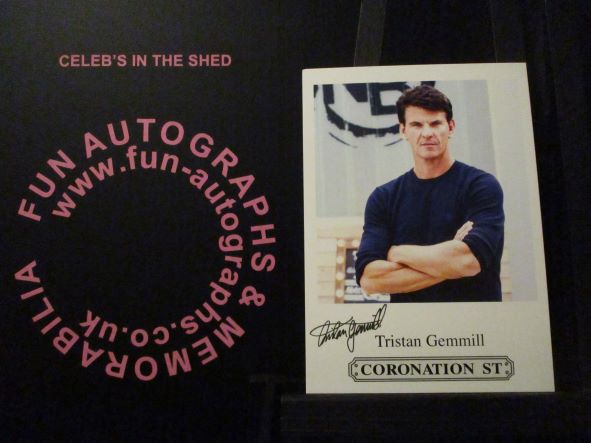 CELEB'S IN THE SHED
FUN AUTOGRAPHS & MEMORABILIA
www.fun-autographs.co.uk
Tristan Gemmill
Tristan Gemmill
CORONATION ST